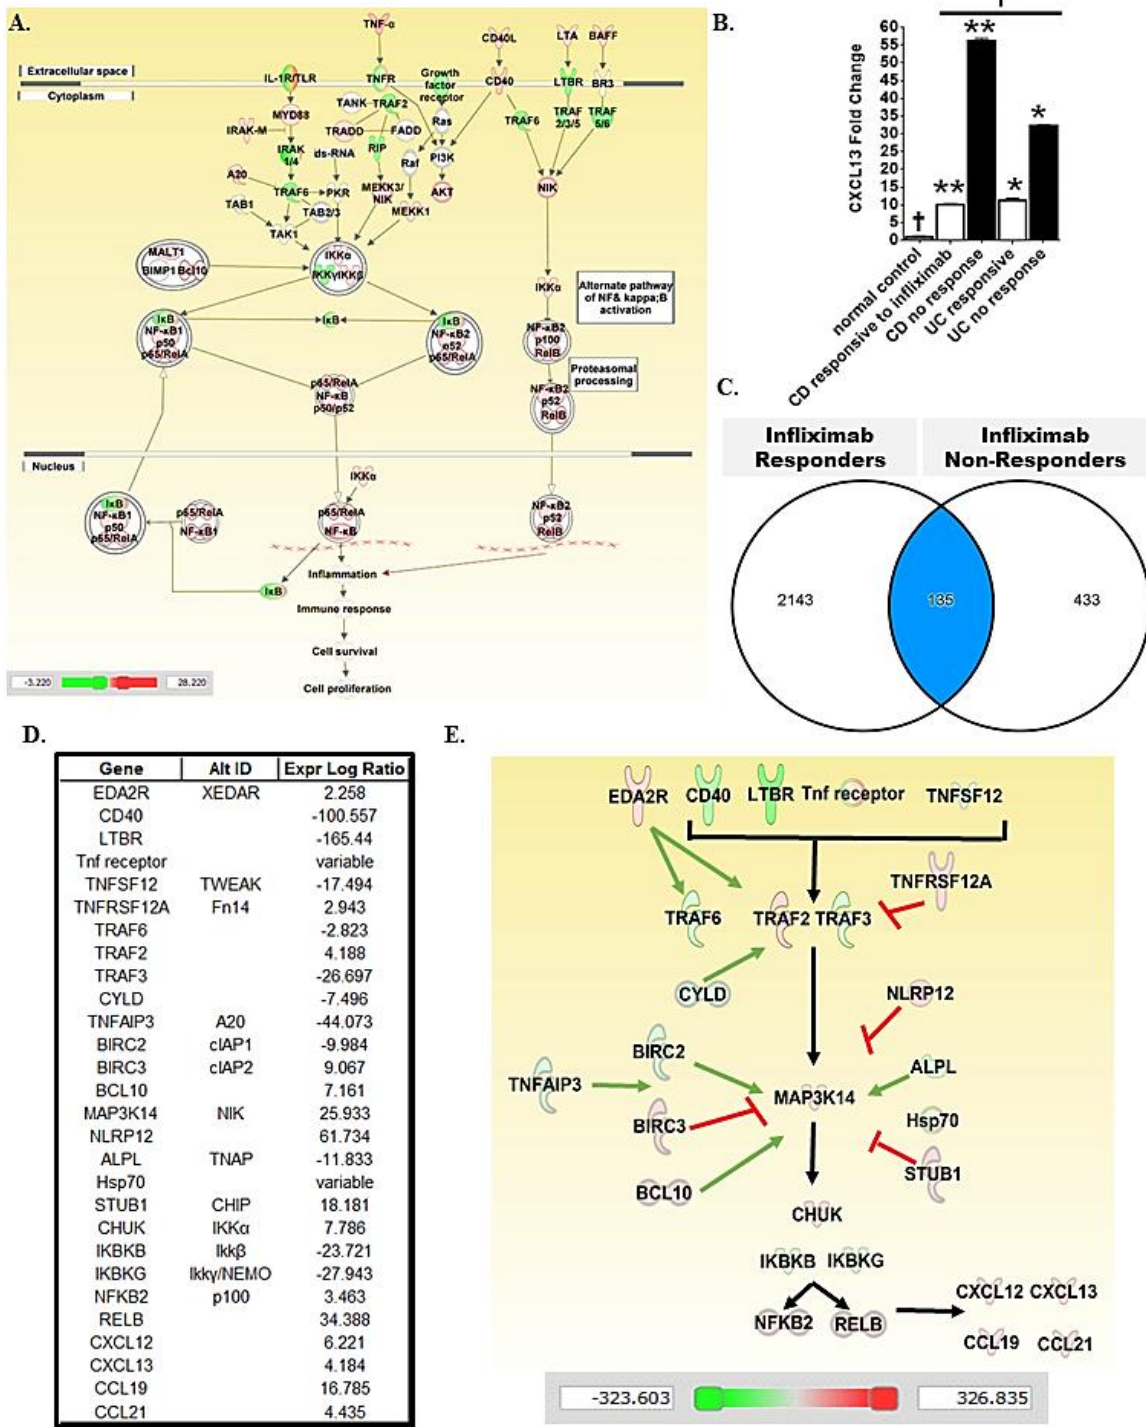 A.
TNF-α
CD40L
LTA
BAFF
Extracellular space
Cytoplasm
IL-1R/TLR
TNFR
Growth
factor
receptor
CD40
LTBR
BR3
MYD88
IRAK-M
TANK
TRAF2
TRADD
FADD
Ras
TRAF6
TRAF
2/3/5
TRAF
5/6
IRAK
1/4
ds-RNA
RIP
Raf
PI3K
A20
TRAF6
PKR
MEKK3/
NIK
AKT
NIK
TAB1
TAB2/3
MEKK1
TAK1
MALT1
BIMP1 Bcl10
IKKα
IKKγIKKβ
IKKα
Alternate pathway
of NF& kappa;B
activation
IκB
NF-κB1
p50
p65/RelA
IκB
IκB
NF-κB2
p52
p65/RelA
NF-κB2
p100
RelB
Proteasomal
processing
p65/RelA
NF-κB
p50/p52
NF-κB2
p52
RelB
Nucleus
IKKα
IκB
NF-κB1
p50
p65/RelA
p65/RelA
NF-κB1
p65/RelA
NF-κB
NF-κB2
p52
RelB
Inflammation
IκB
Immune response
Cell survival
Cell proliferation
-3.220
28.220
B.
CXCL13 Fold Change
60
55
50
45
40
35
30
25
20
15
10
5
0
†
**
**
*
*
normal control
CD responsive to infliximab
CD no response
UC responsive
UC no response
C.
Infliximab
Responders
Infliximab
Non-Responders
2143
135
433
D.
Gene Alt ID Expr Log Ratio
EDA2R XEDAR 2.258
CD40 -100.557
LTBR -165.44
Tnf receptor variable
TNFSF12 TWEAK -17.494
TNFRSF12A Fn14 2.943
TRAF6 -2.823
TRAF2 4.188
TRAF3 -26.697
CYLD -7.496
TNFAIP3 A20 -44.073
BIRC2 cIAP1 -9.984
BIRC3 cIAP2 9.067
BCL10 7.161
MAP3K14 NIK 25.933
NLRP12 61.734
ALPL TNAP -11.833
Hsp70 variable
STUB1 CHIP 18.181
CHUK IKKα 7.786
IKBKB Ikkβ -23.721
IKBKG Ikkγ/NEMO -27.943
NFKB2 p100 3.463
RELB 34.388
CXCL12 6.221
CXCL13 4.184
CCL19 16.785
CCL21 4.435
E.
EDA2R CD40 LTBR Tnf receptor TNFSF12
TNFRSF12A
TRAF6 TRAF2 TRAF3
CYLD
NLRP12
BIRC2
ALPL
TNFAIP3
MAP3K14
BIRC3
Hsp70
STUB1
BCL10
CHUK
IKBKB IKBKG
CXCL12 CXCL13
NFKB2 RELB
CCL19 CCL21
-323.603
326.835